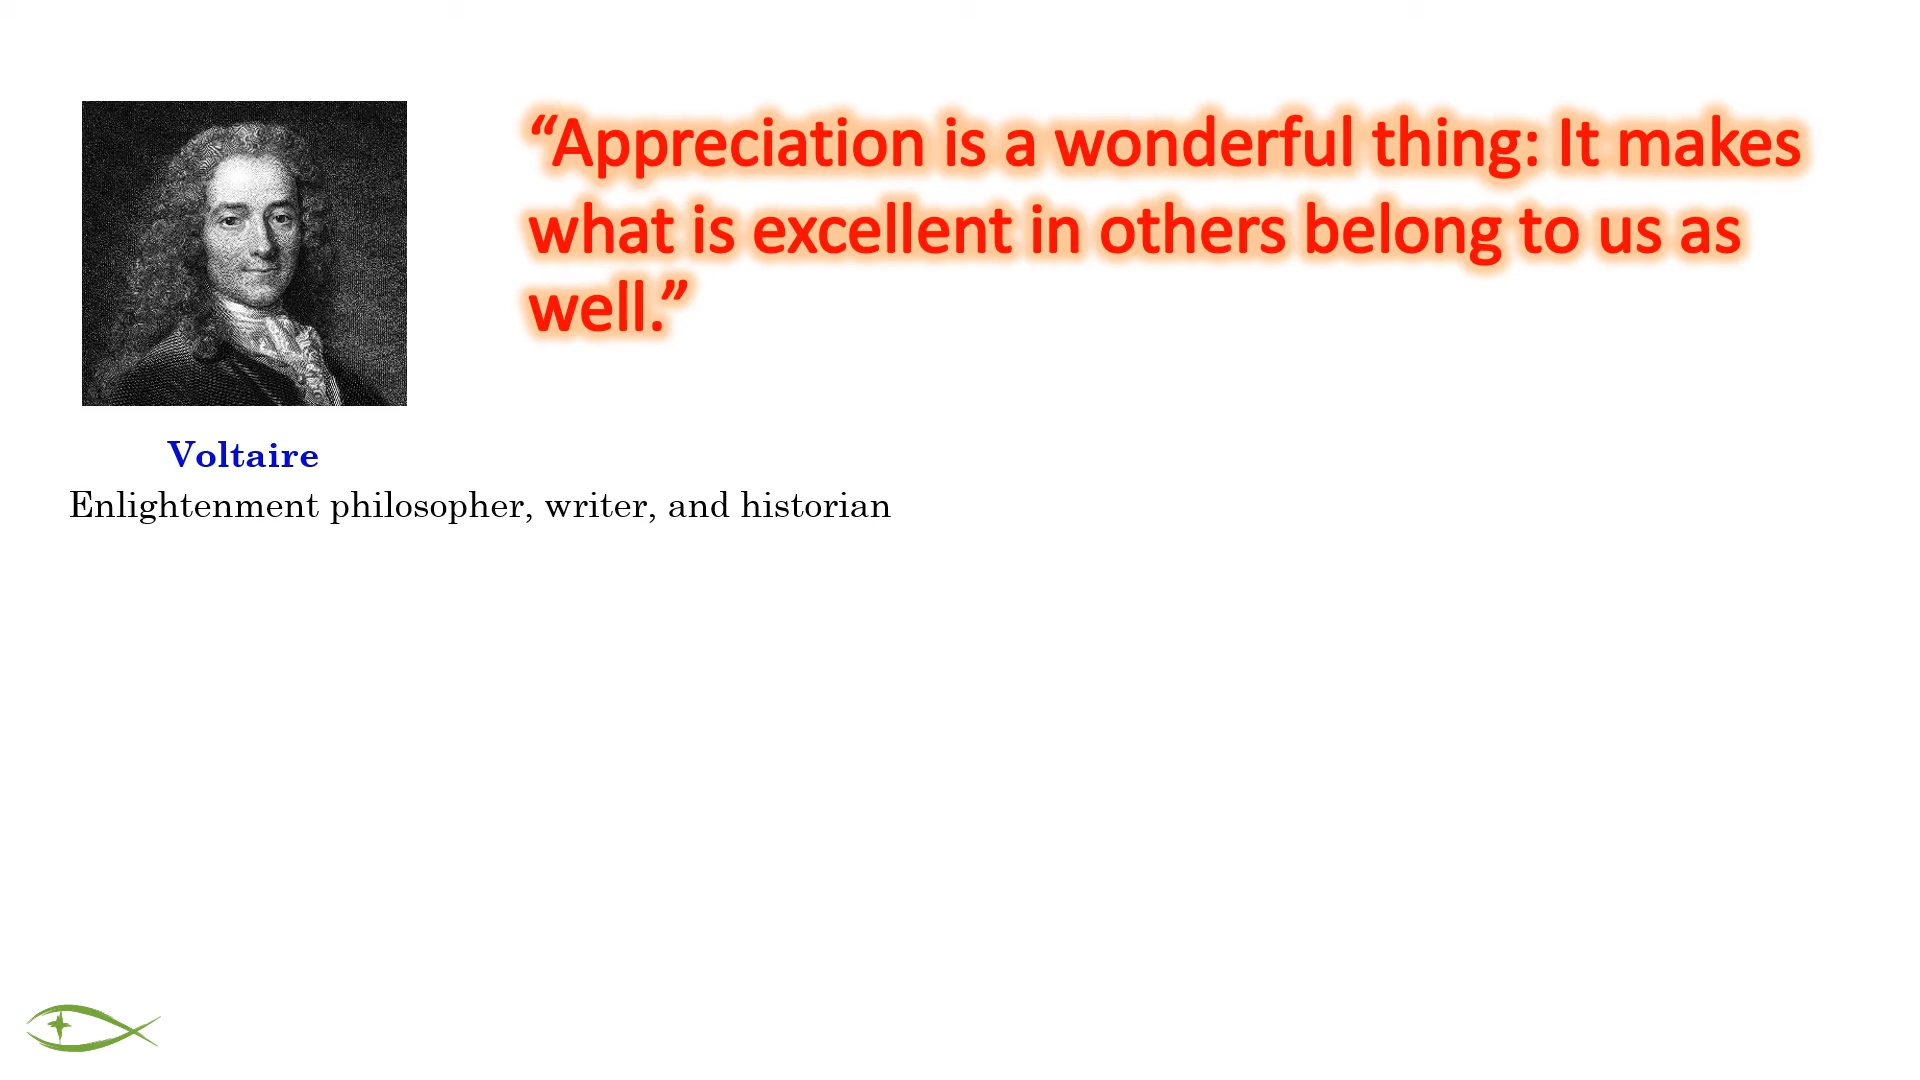 “Appreciation is a wonderful thing: It makes
what is excellent in others belong to us as
well.”
Voltaire
Enlightenment philosopher, writer, and historian